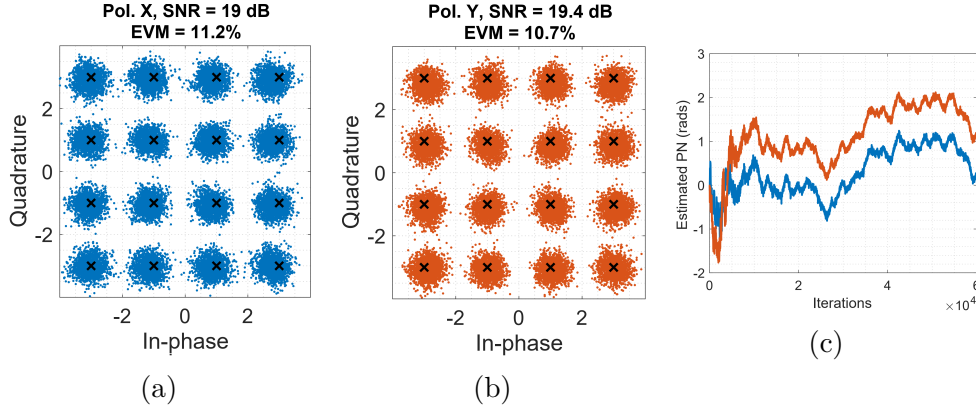 Pol. X, SNR = 19 dB
EVM = 11.2%
Quadrature
2
0
-2
-2
0
2
In-phase
(a)
Pol. Y, SNR = 19.4 dB
EVM = 10.7%
Quadrature
2
0
-2
-2
0
2
In-phase
(b)
Estimated PN (rads)
3
2
1
0
-1
-2
0
2
4
6
Iterations
×10⁴
(c)